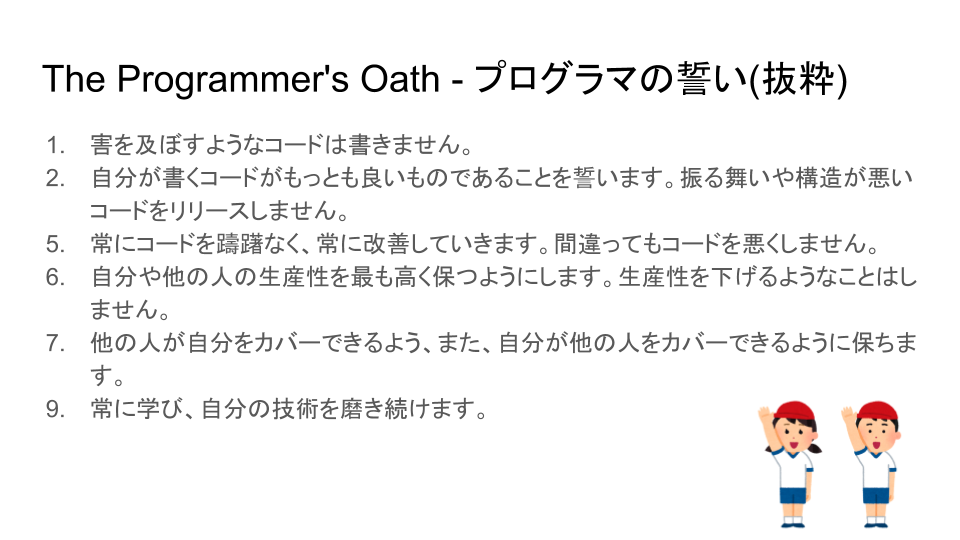 The Programmer's Oath - プログラマの誓い(抜粋)
1. 害を及ぼすようなコードは書きません。
2. 自分が書くコードがもっとも良いものであることを誓います。振る舞いや構造が悪い
コードをリリースしません。
5. 常にコードを躊躇なく、常に改善していきます。間違ってもコードを悪くしません。
6. 自分や他の人の生産性を最も高く保つようにします。生産性を下げるようなことはし
ません。
7. 他の人が自分をカバーできるよう、また、自分が他の人をカバーできるように保ちま
す。
9. 常に学び、自分の技術を磨き続けます。